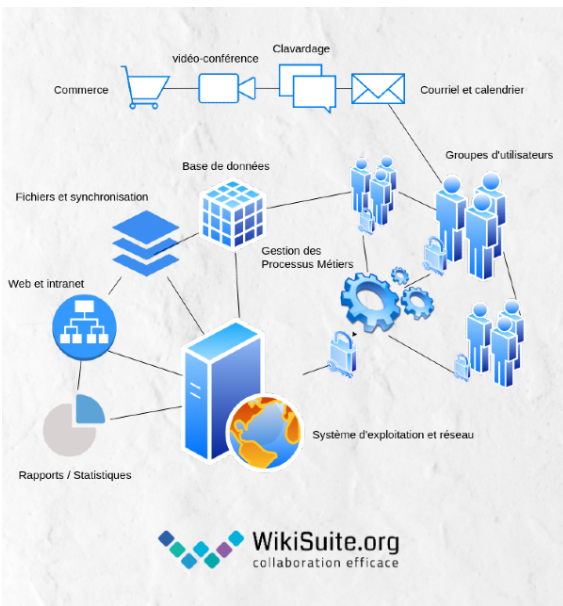 Clavardage
vidéo-conférence
Commerce
Courriel et calendrier
Groupes d'utilisateurs
Base de données
Fichiers et synchronisation
Gestion des
Processus Métiers
Web et intranet
Système d'exploitation et réseau
Rapports / Statistiques
WikiSuite.org
collaboration efficace